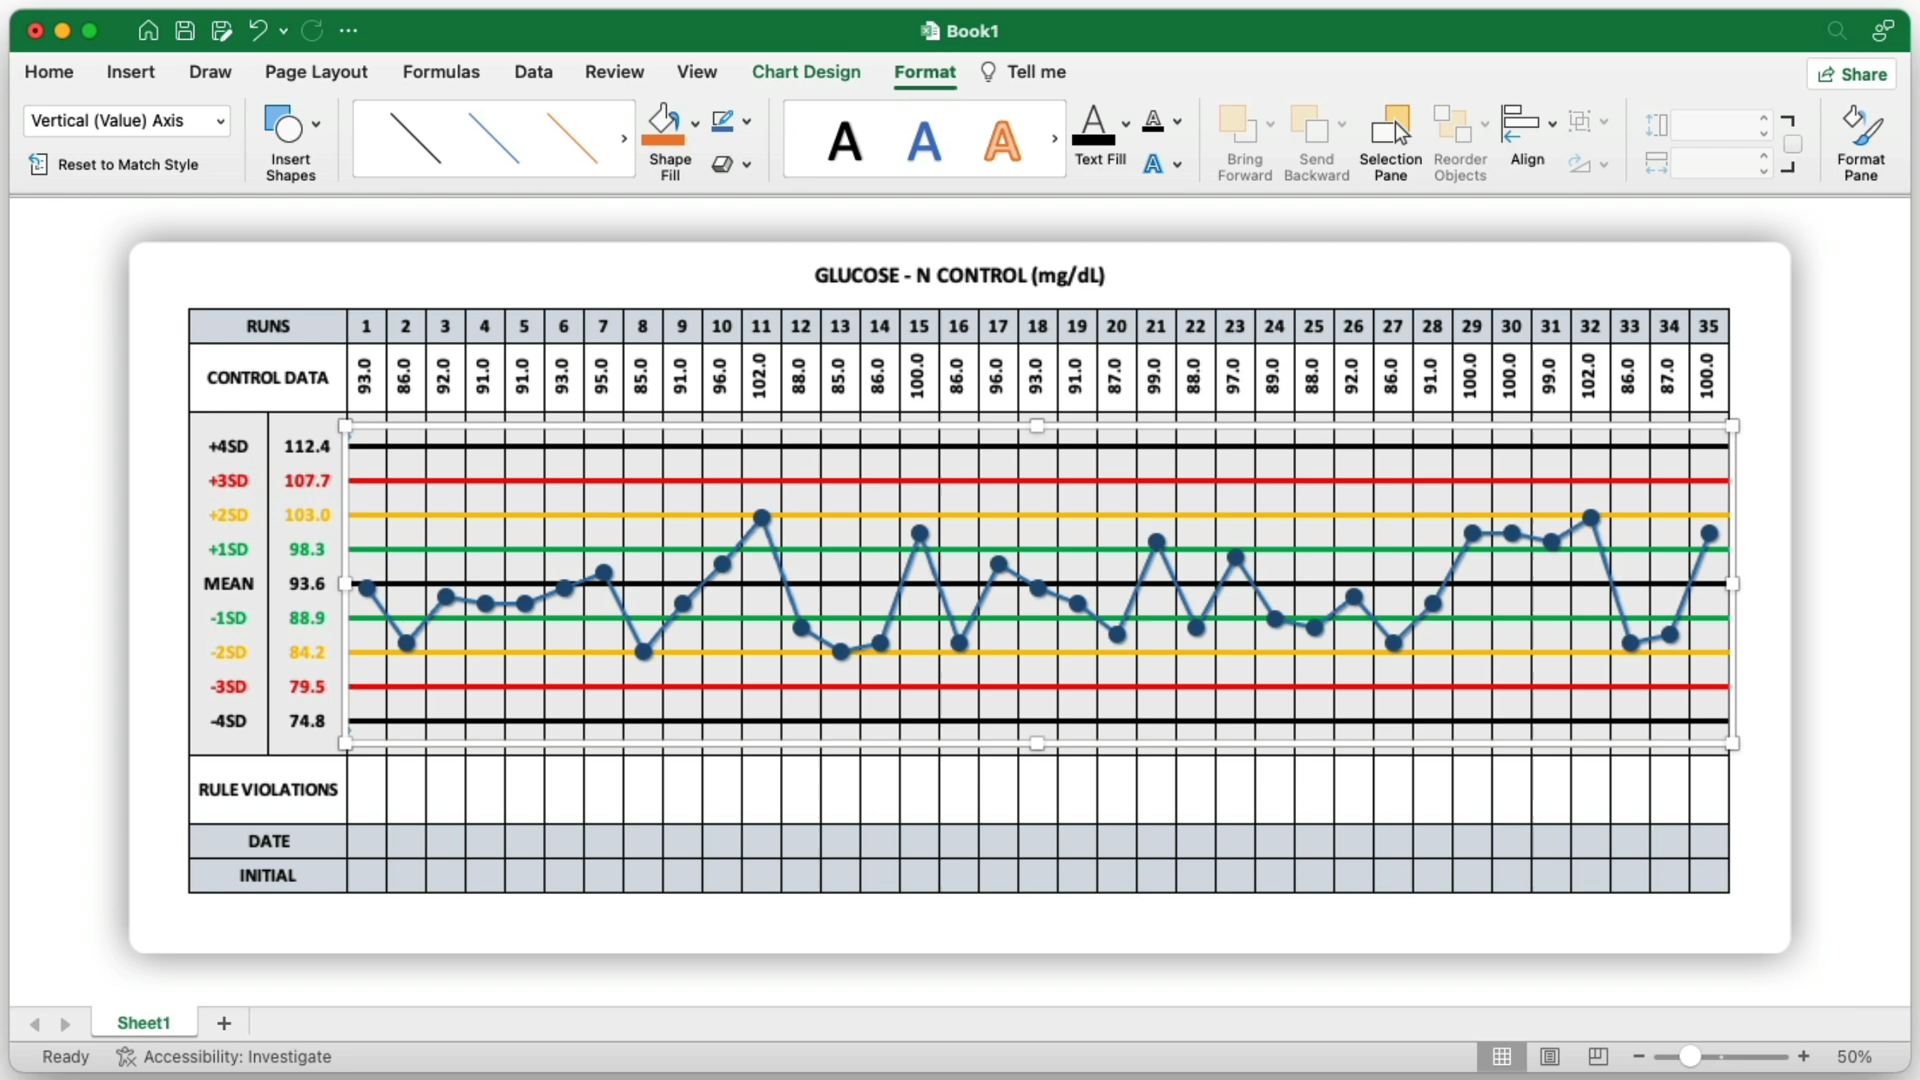 Book1
Home Insert Draw Page Layout Formulas Data Review View Chart Design Format Tell me Share
Vertical (Value) Axis
Reset to Match Style
Insert Shapes
Shape Fill
A A A
Text Fill
Bring Forward
Send Backward
Selection Pane
Reorder Objects
Align
Format Pane
GLUCOSE - N CONTROL (mg/dL)
RUNS 1 2 3 4 5 6 7 8 9 10 11 12 13 14 15 16 17 18 19 20 21 22 23 24 25 26 27 28 29 30 31 32 33 34 35
CONTROL DATA 93.0 86.0 92.0 91.0 91.0 93.0 95.0 85.0 91.0 96.0 102.0 88.0 85.0 86.0 100.0 86.0 96.0 93.0 91.0 87.0 99.0 88.0 97.0 89.0 88.0 92.0 86.0 91.0 100.0 100.0 99.0 102.0 86.0 87.0 100.0
+4SD 112.4
+3SD 107.7
+2SD 103.0
+1SD 98.3
MEAN 93.6
-1SD 88.9
-2SD 84.2
-3SD 79.5
-4SD 74.8
RULE VIOLATIONS
DATE
INITIAL
Sheet1
Ready Accessibility: Investigate 50%